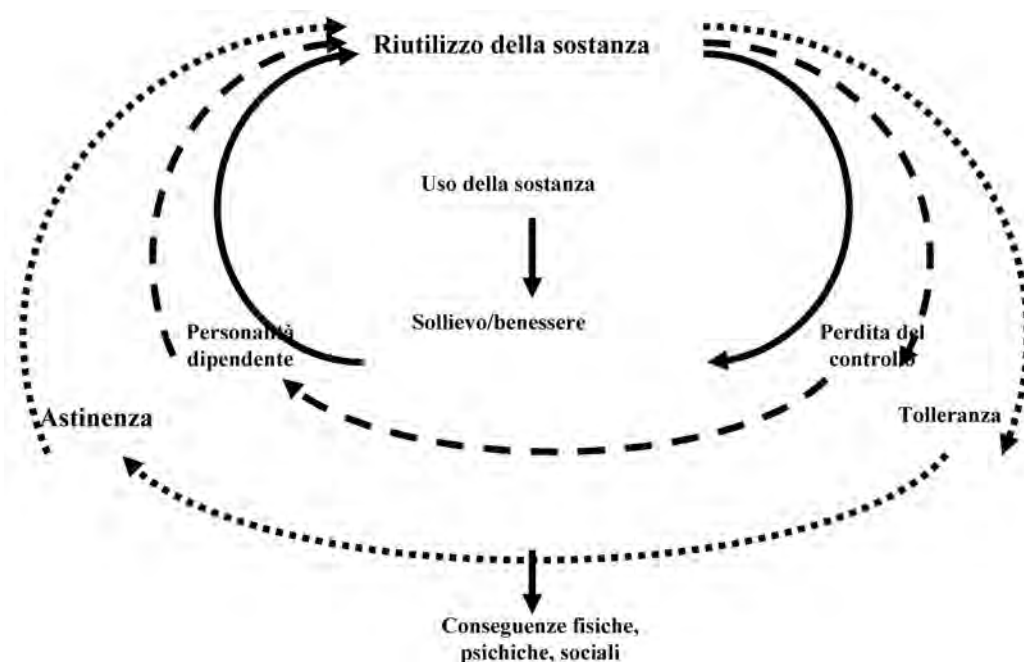 Riutilizzo della sostanza
Uso della sostanza
Sollievo/benessere
Personalità
dipendente
Perdita del
controllo
Astinenza
Tolleranza
Conseguenze fisiche,
psichiche, sociali